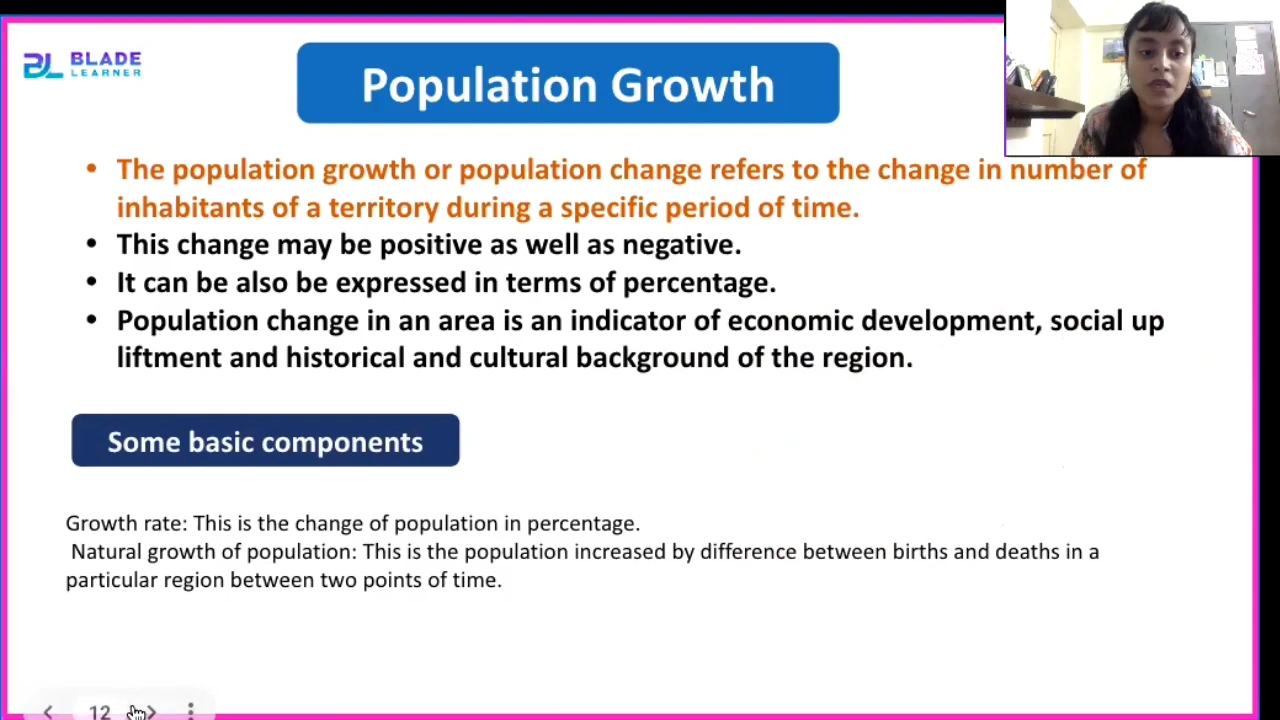 BLADE
LEARNER
Population Growth
• The population growth or population change refers to the change in number of
inhabitants of a territory during a specific period of time.
• This change may be positive as well as negative.
• It can be also be expressed in terms of percentage.
• Population change in an area is an indicator of economic development, social up
liftment and historical and cultural background of the region.
Some basic components
Growth rate: This is the change of population in percentage.
Natural growth of population: This is the population increased by difference between births and deaths in a
particular region between two points of time.
12